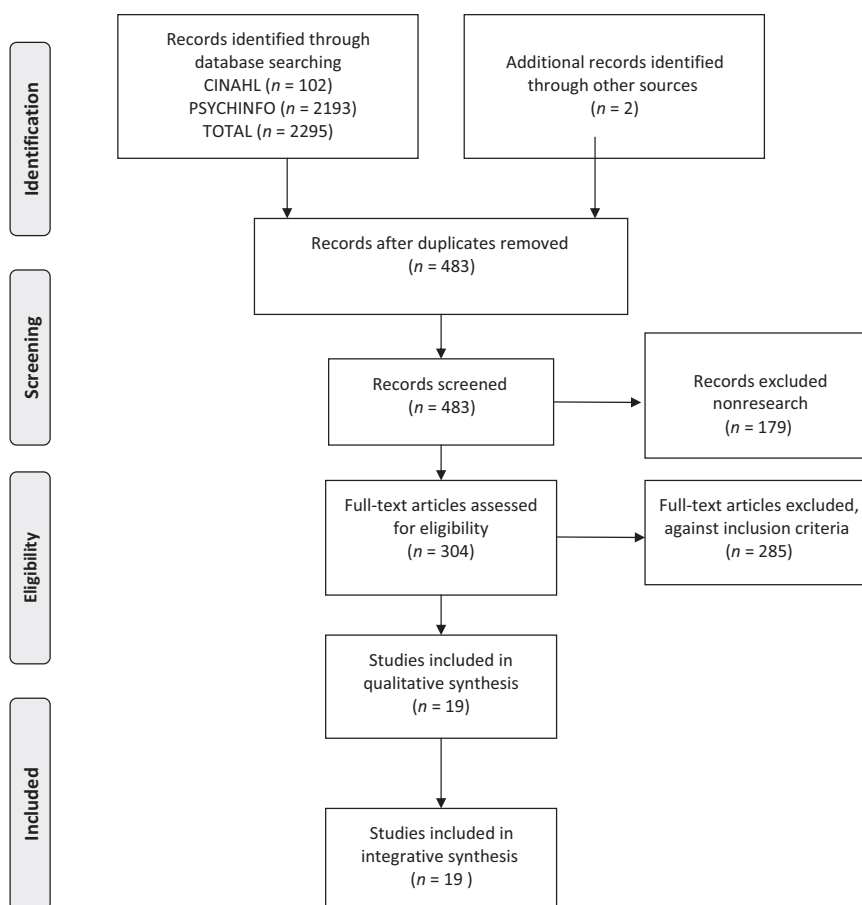 Identification
Records identified through
database searching
CINAHL (n = 102)
PSYCHINFO (n = 2193)
TOTAL (n = 2295)
Additional records identified
through other sources
(n = 2)
Records after duplicates removed
(n = 483)
Screening
Records screened
(n = 483)
Records excluded
nonresearch
(n = 179)
Eligibility
Full-text articles assessed
for eligibility
(n = 304)
Full-text articles excluded,
against inclusion criteria
(n = 285)
Studies included in
qualitative synthesis
(n = 19)
Included
Studies included in
integrative synthesis
(n = 19 )